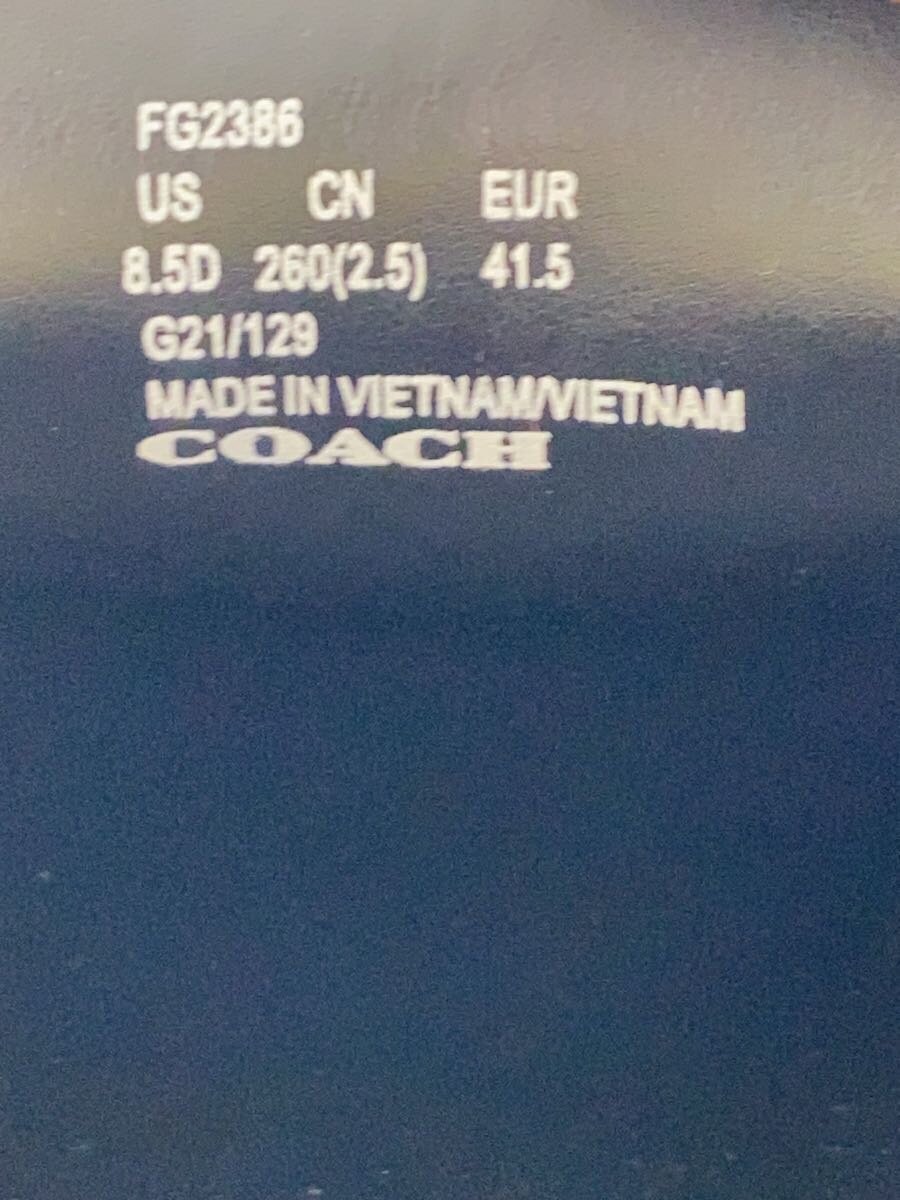 FG2386
US CN EUR
8.5D 260(2.5) 41.5
G21/129
MADE IN VIETNAM/VIETNAM
COACH